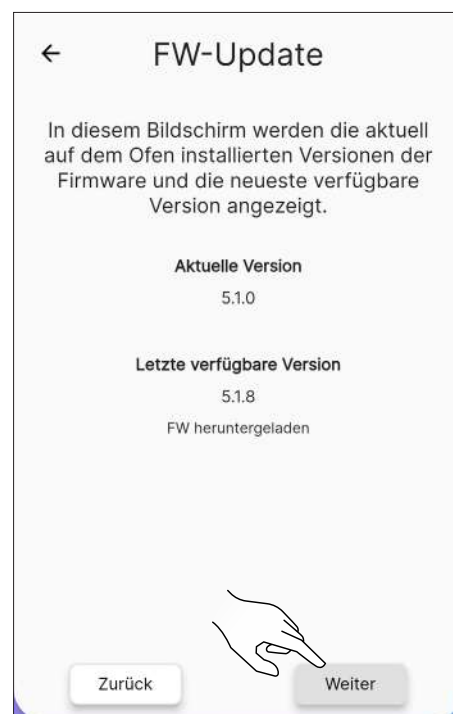 ← FW-Update
In diesem Bildschirm werden die aktuell
auf dem Ofen installierten Versionen der
Firmware und die neueste verfügbare
Version angezeigt.
Aktuelle Version
5.1.0
Letzte verfügbare Version
5.1.8
FW heruntergeladen
Zurück Weiter